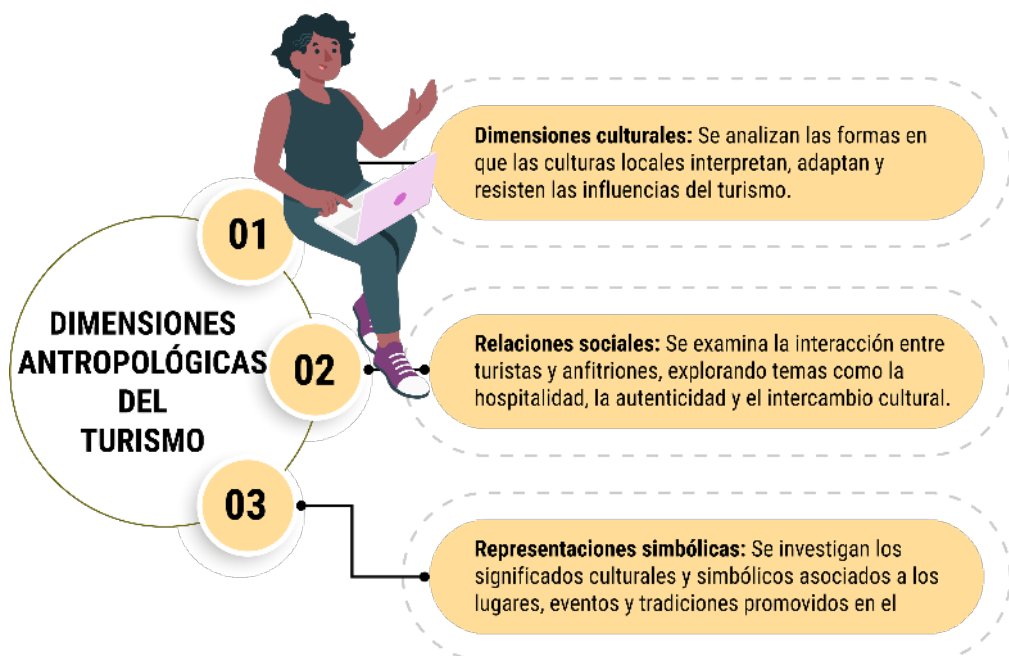 DIMENSIONES
ANTROPOLÓGICAS
DEL
TURISMO
01
Dimensiones culturales: Se analizan las formas en
que las culturas locales interpretan, adaptan y
resisten las influencias del turismo.
02
Relaciones sociales: Se examina la interacción entre
turistas y anfitriones, explorando temas como la
hospitalidad, la autenticidad y el intercambio cultural.
03
Representaciones simbólicas: Se investigan los
significados culturales y simbólicos asociados a los
lugares, eventos y tradiciones promovidos en el